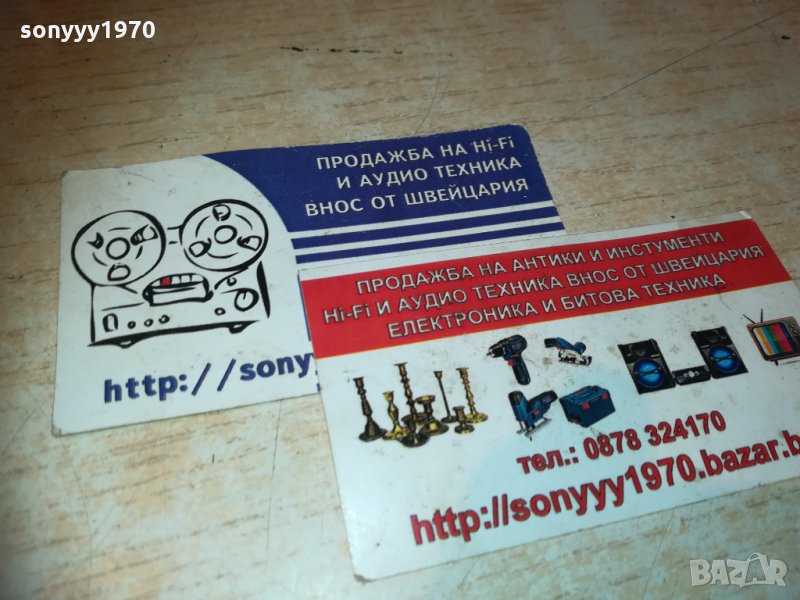 sonyyy1970
ПРОДАЖБА НА Hi-Fi
И АУДИО ТЕХНИКА
ВНОС ОТ ШВЕЙЦАРИЯ
http://sony
ПРОДАЖБА НА АНТИКИ И ИНСТУМЕНТИ
Hi-Fi И АУДИО ТЕХНИКА ВНОС ОТ ШВЕЙЦАРИЯ
ЕЛЕКТРОНИКА И БИТОВА ТЕХНИКА
тел.: 0878 324170
http://sonyyy1970.bazar.b
BAZAR